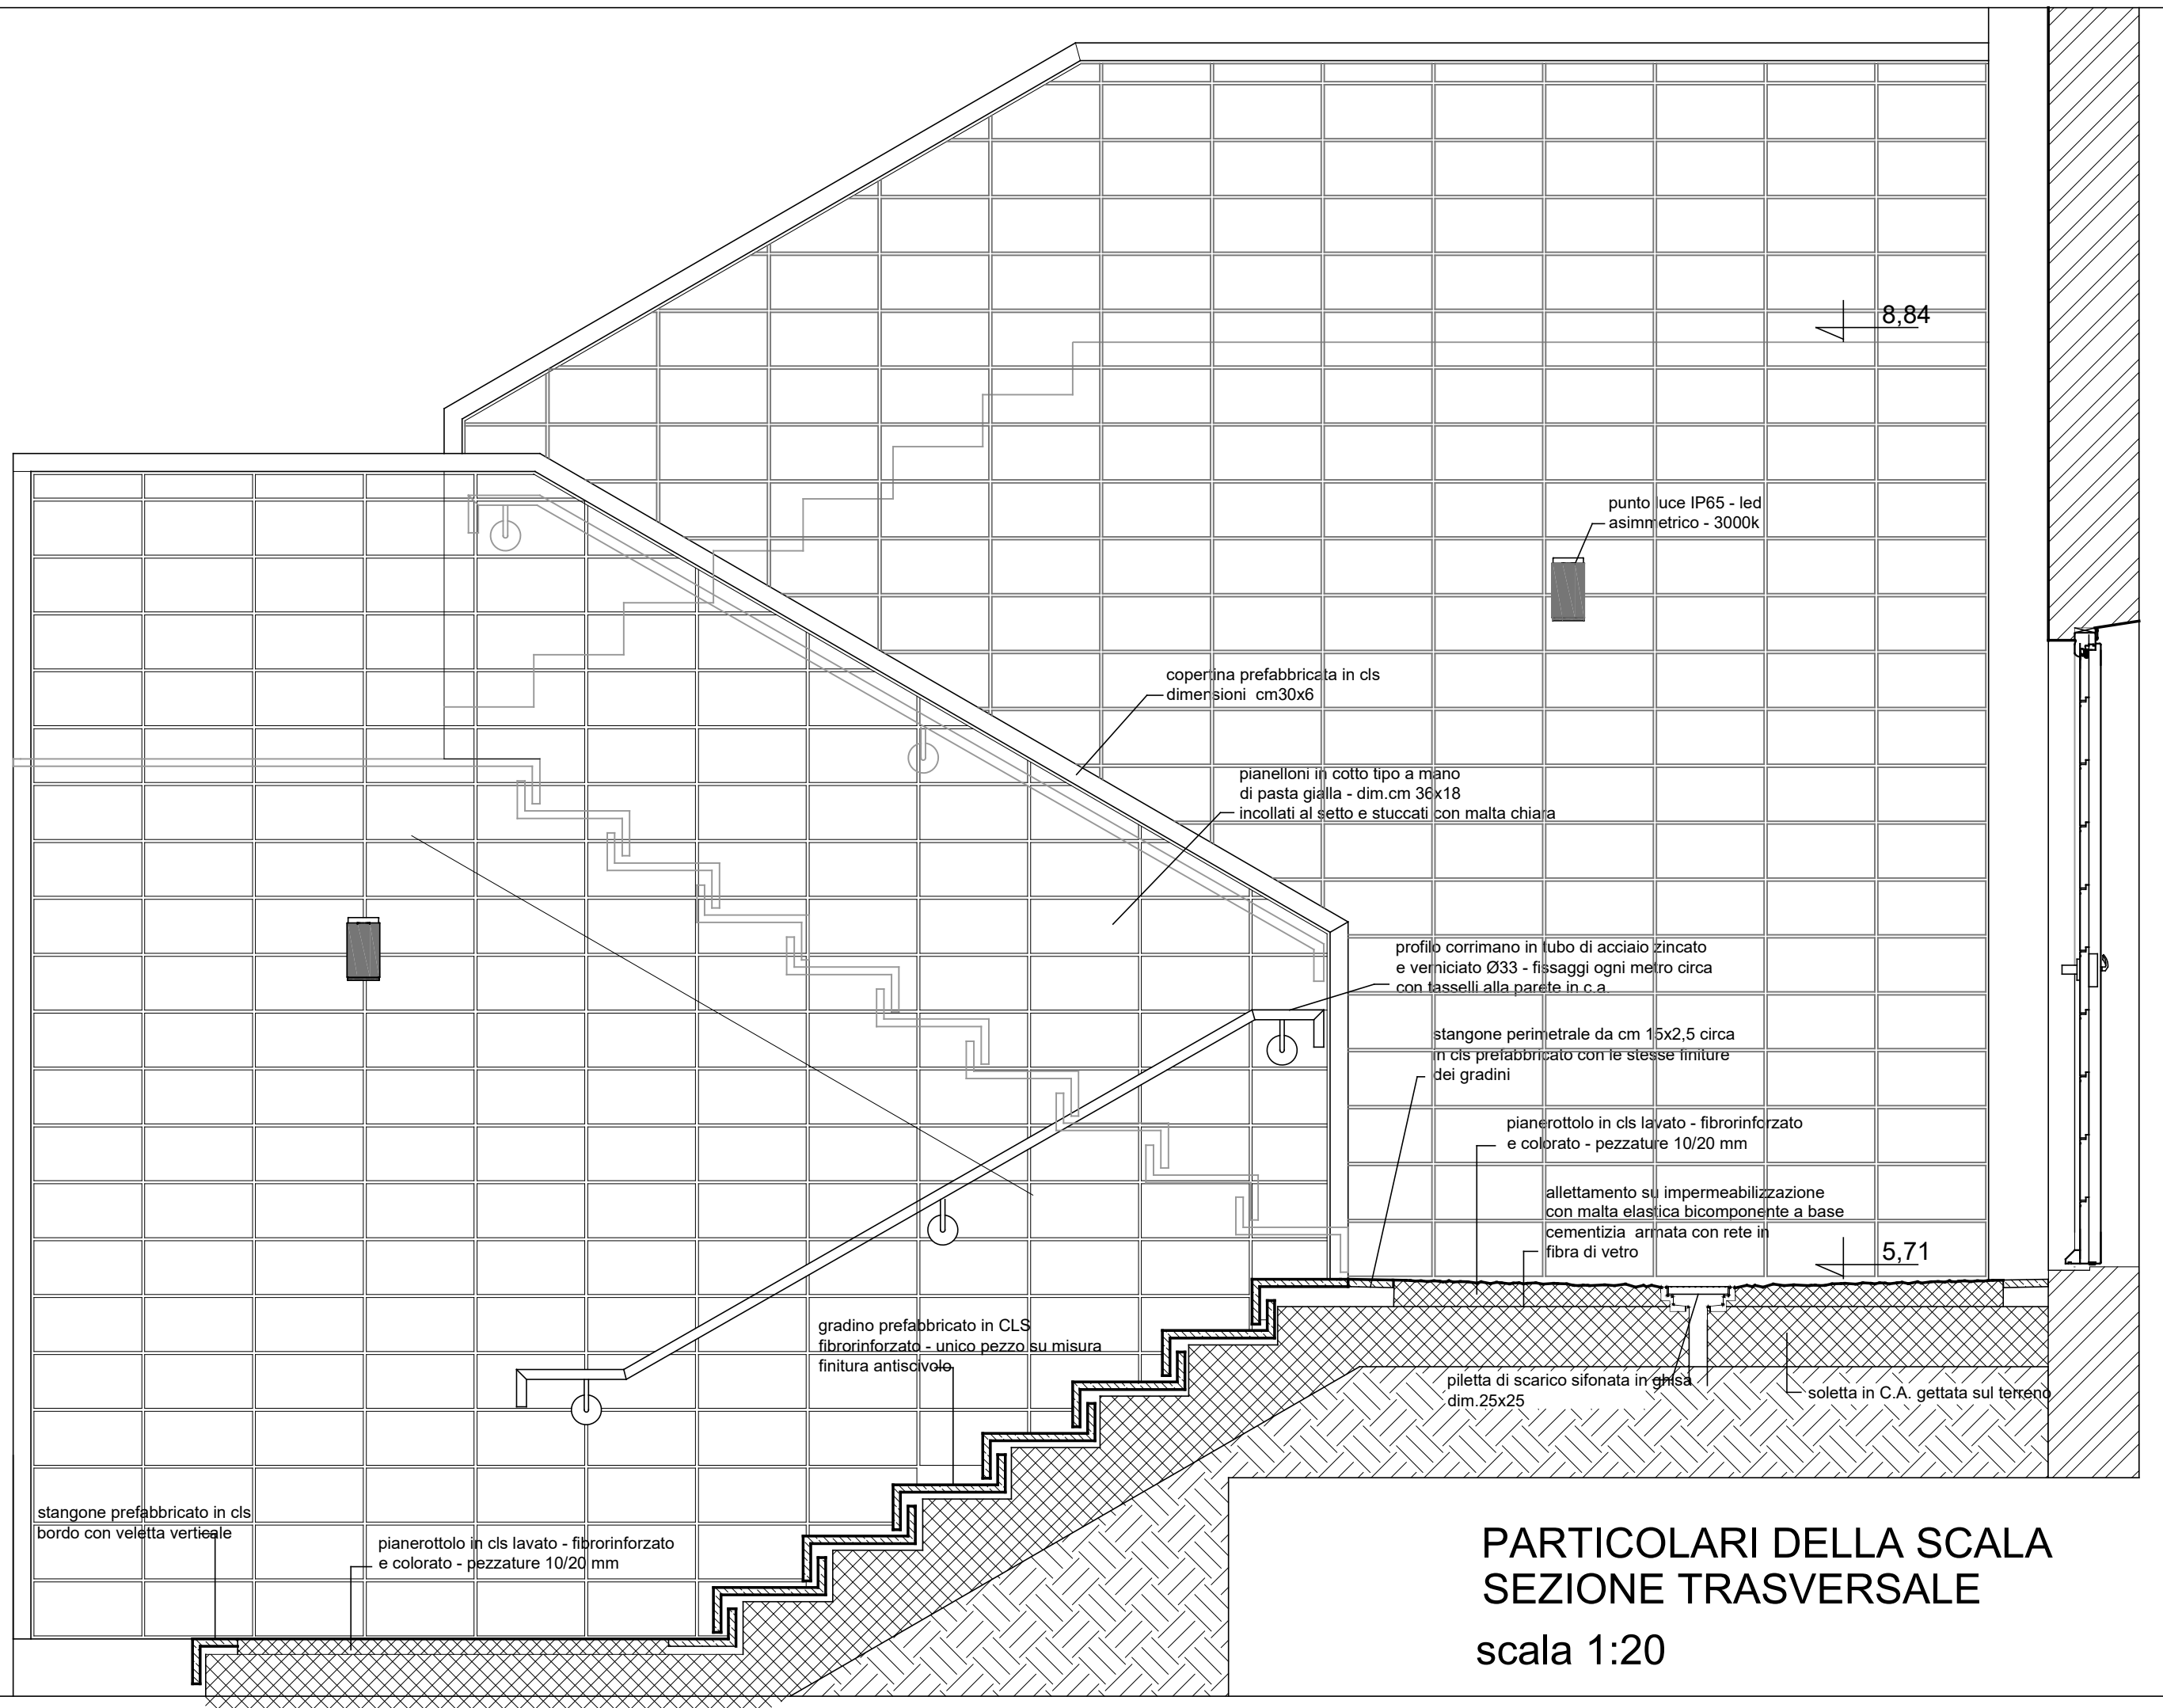 8,84
punto luce IP65 - led
asimmetrico - 3000k
copertina prefabbricata in cls
dimensioni  cm30x6
pianelloni in cotto tipo a mano
di pasta gialla - dim.cm 36x18
incollati al setto e stuccati con malta chiara
profilo corrimano in tubo di acciaio zincato
e verniciato Ø33 - fissaggi ogni metro circa
con tasselli alla parete in c.a.
stangone perimetrale da cm 15x2,5 circa
in cls prefabbricato con le stesse finiture
dei gradini
pianerottolo in cls lavato - fibrorinforzato
e colorato - pezzature 10/20 mm
allettamento su impermeabilizzazione
con malta elastica bicomponente a base
cementizia  armata con rete in
fibra di vetro
5,71
gradino prefabbricato in CLS
fibrorinforzato - unico pezzo su misura
finitura antiscivolo
piletta di scarico sifonata in ghisa
dim.25x25
soletta in C.A. gettata sul terreno
stangone prefabbricato in cls
bordo con veletta verticale
pianerottolo in cls lavato - fibrorinforzato
e colorato - pezzature 10/20 mm
PARTICOLARI DELLA SCALA
SEZIONE TRASVERSALE
scala 1:20